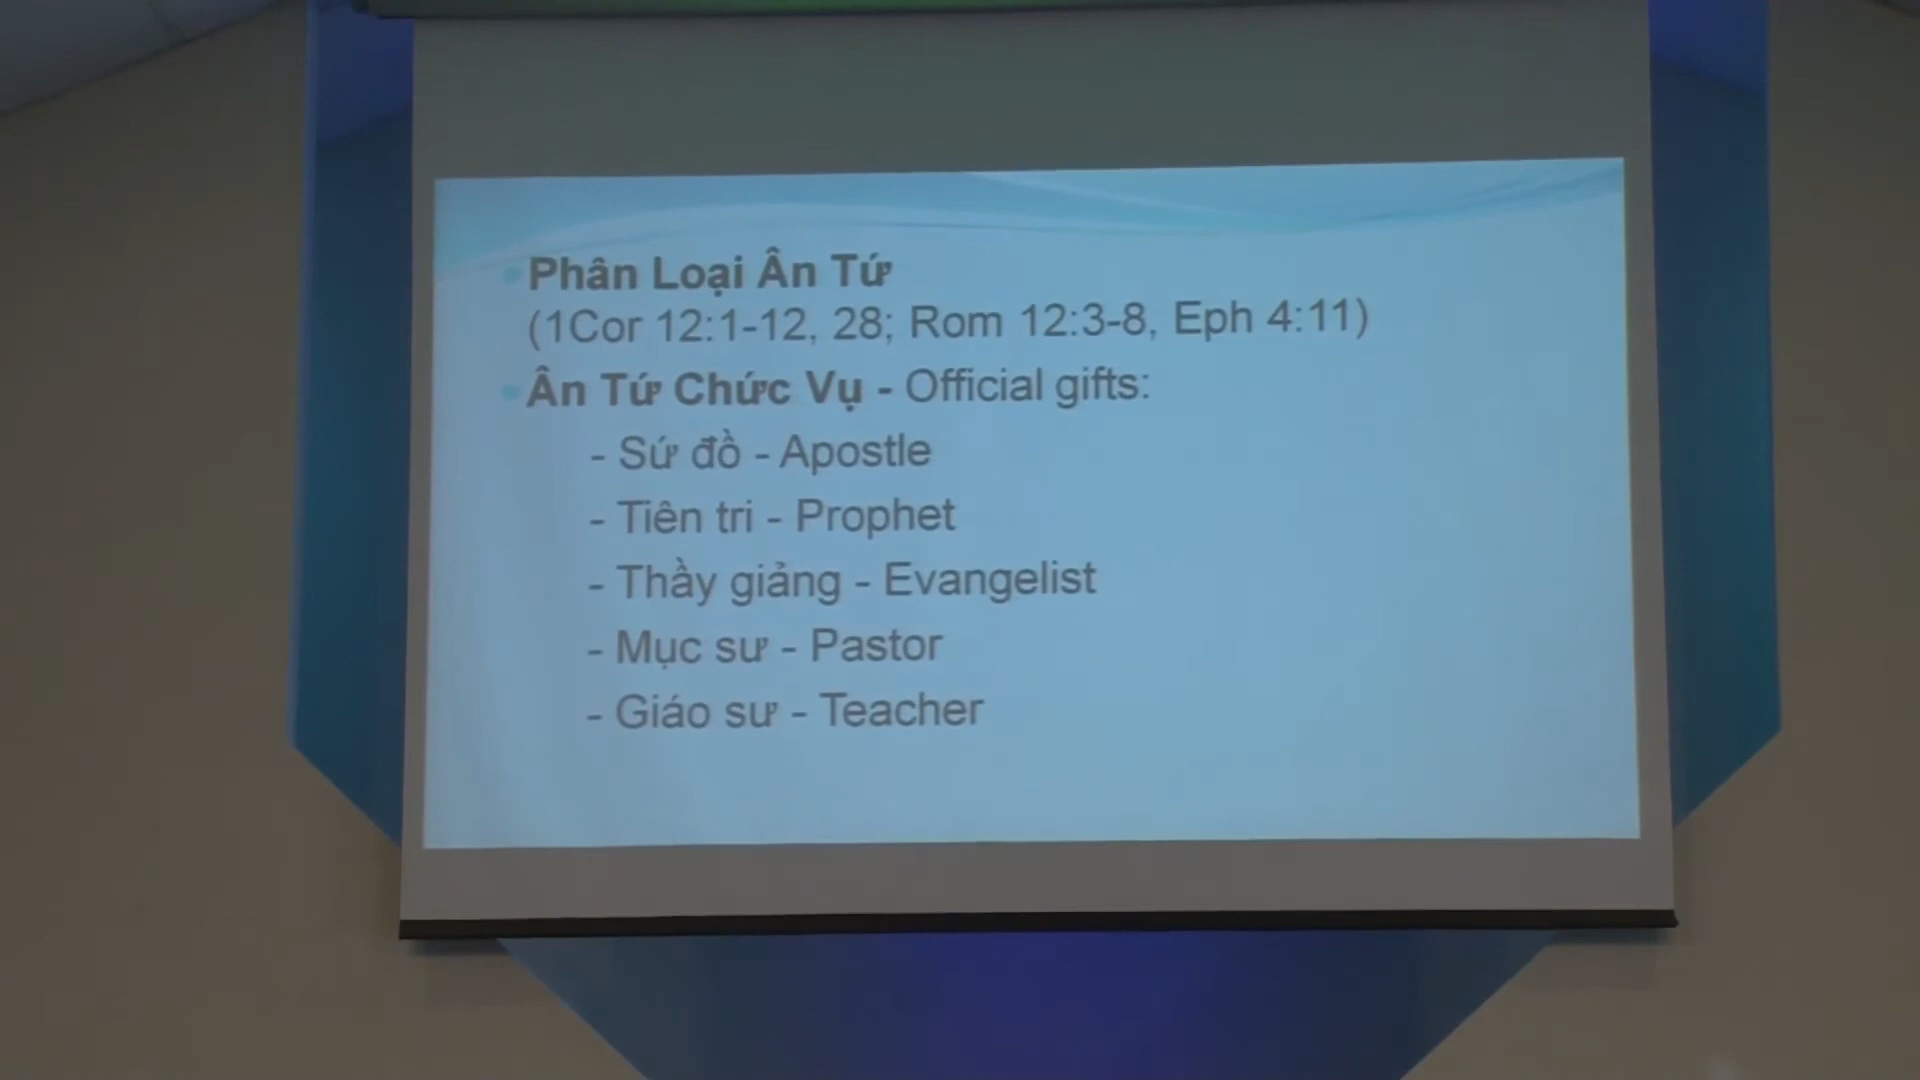 Phân Loại Ân Tứ
(1Cor 12:1-12, 28; Rom 12:3-8, Eph 4:11)
Ân Tứ Chức Vụ - Official gifts:
- Sứ đồ - Apostle
- Tiên tri - Prophet
- Thầy giảng - Evangelist
- Mục sư - Pastor
- Giáo sư - Teacher